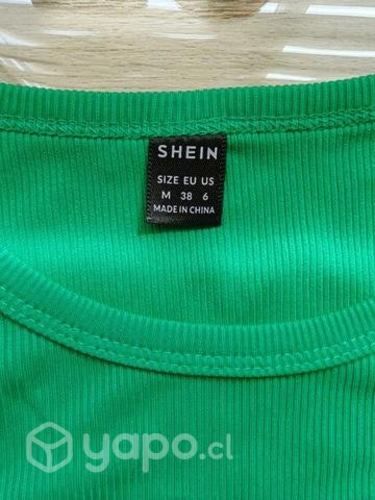 SHEIN
SIZE EU US
M 38 6
MADE IN CHINA
yapo.cl